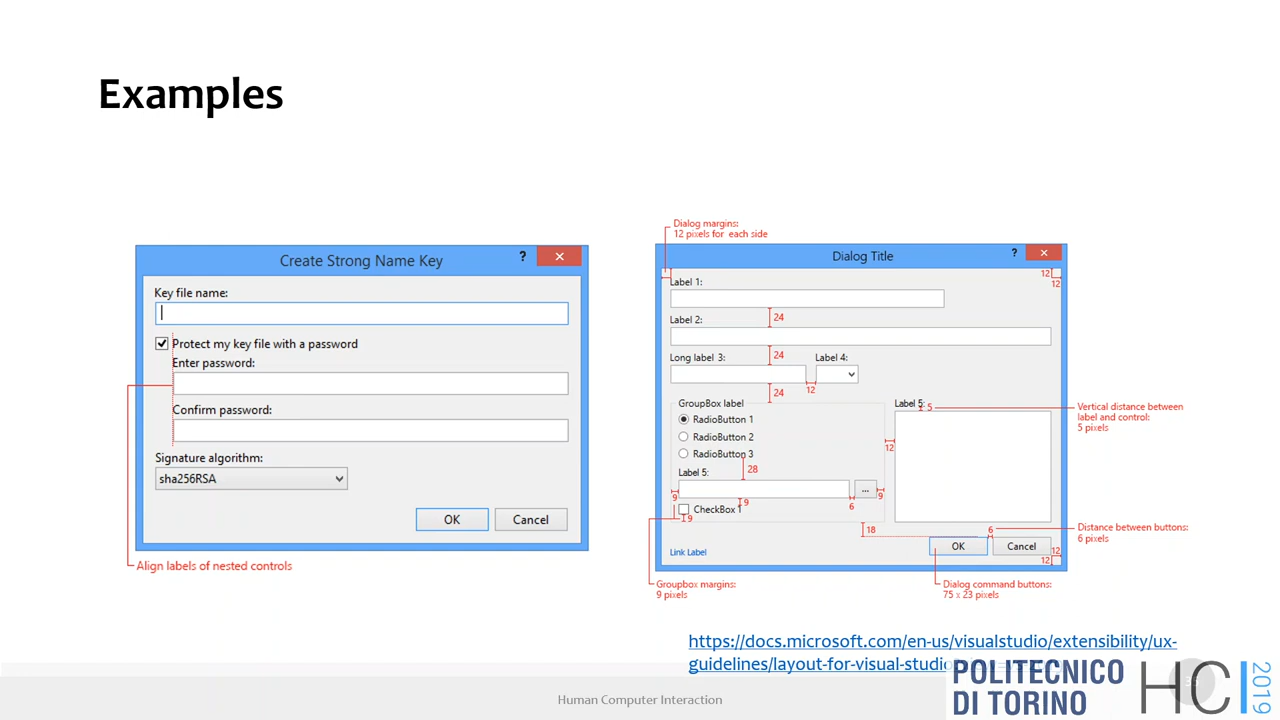 Examples
Create Strong Name Key
?
Key file name:
Protect my key file with a password
Enter password:
Confirm password:
Signature algorithm:
sha256RSA
OK
Cancel
Align labels of nested controls
Dialog margins:
12 pixels for each side
Dialog Title
?
12
12
Label 1:
24
Label 2:
24
Long label 3:
Label 4:
12
24
GroupBox label
RadioButton 1
RadioButton 2
RadioButton 3
28
Label 5:
...
9
9
6
9
CheckBox 1
9
12
Label 5:
5
Vertical distance between
label and control:
5 pixels
18
6
Distance between buttons:
6 pixels
OK
Cancel
12
12
Link Label
Groupbox margins:
9 pixels
Dialog command buttons:
75 x 23 pixels
https://docs.microsoft.com/en-us/visualstudio/extensibility/ux-
guidelines/layout-for-visual-studio
Human Computer Interaction
POLITECNICO
DI TORINO
HCI
2019